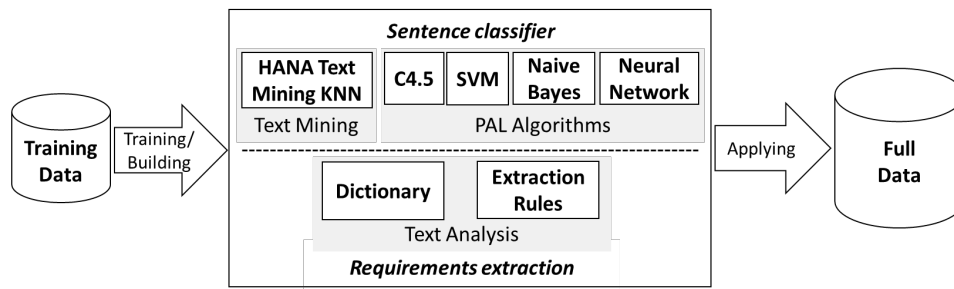 Sentence classifier
HANA Text
Mining KNN
C4.5
SVM
Naive
Bayes
Neural
Network
Text Mining
PAL Algorithms
Training
Data
Training/
Building
Applying
Full
Data
Dictionary
Extraction
Rules
Text Analysis
Requirements extraction